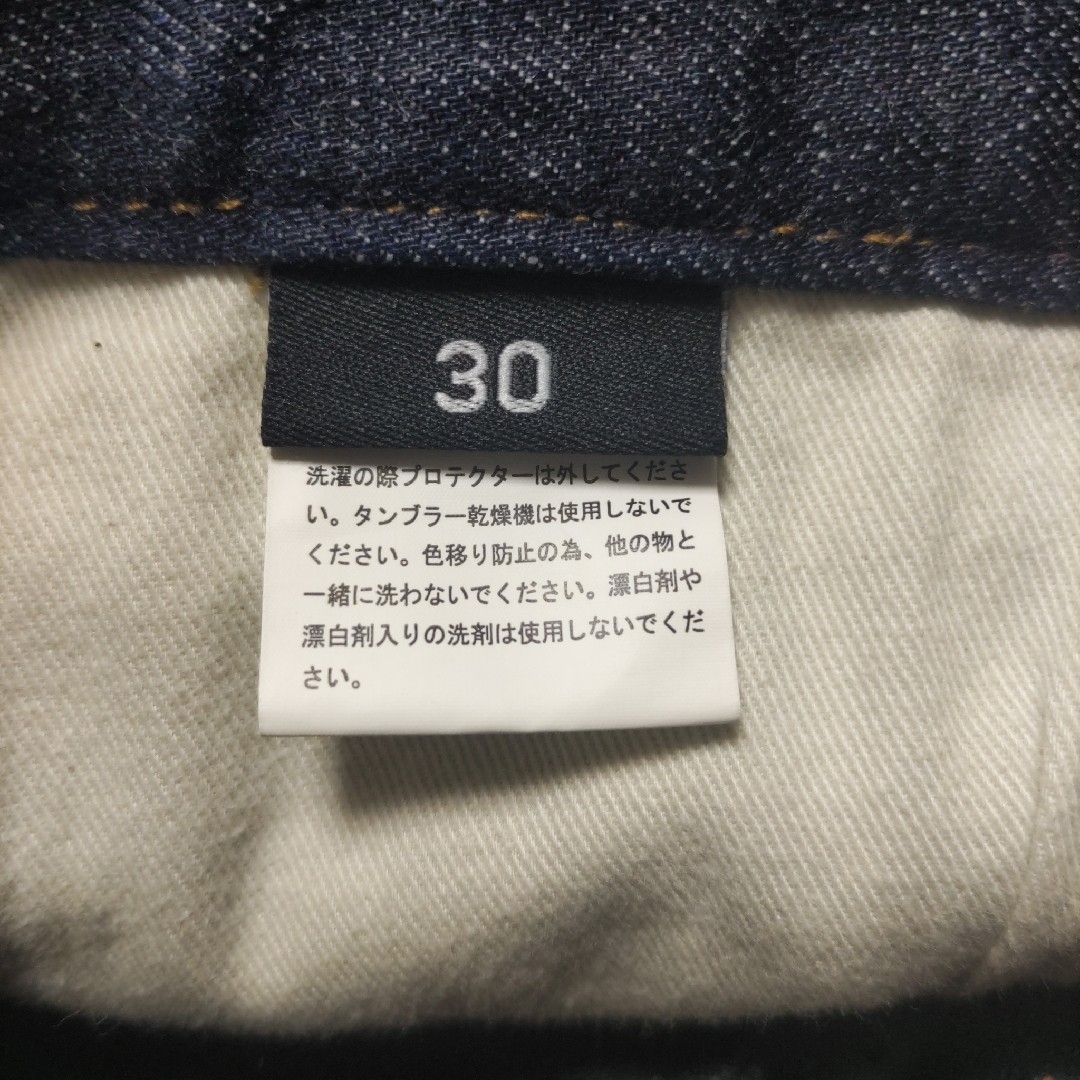 30
洗濯の際プロテクターは外してくださ
い。タンブラー乾燥機は使用しないで
ください。色移り防止の為、他の物と
一緒に洗わないでください。漂白剤や
漂白剤入りの洗剤は使用しないでくだ
さい。